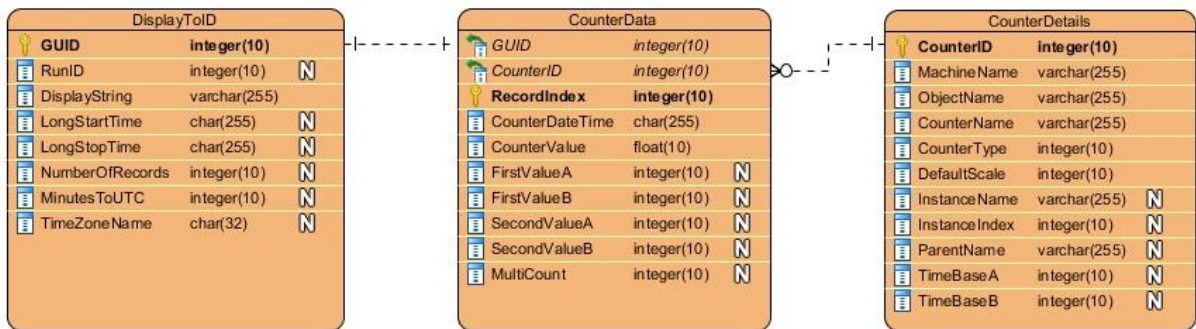 DisplayToID
GUID integer(10)
RunID integer(10) N
DisplayString varchar(255)
LongStartTime char(255) N
LongStopTime char(255) N
NumberOfRecords integer(10) N
MinutesToUTC integer(10) N
TimeZoneName char(32) N
CounterData
GUID integer(10)
CounterID integer(10)
RecordIndex integer(10)
CounterDateTime char(255)
CounterValue float(10)
FirstValueA integer(10) N
FirstValueB integer(10) N
SecondValueA integer(10) N
SecondValueB integer(10) N
MultiCount integer(10) N
CounterDetails
CounterID integer(10)
MachineName varchar(255)
ObjectName varchar(255)
CounterName varchar(255)
CounterType integer(10)
DefaultScale integer(10)
InstanceName varchar(255) N
InstanceIndex integer(10) N
ParentName varchar(255) N
TimeBaseA integer(10) N
TimeBaseB integer(10) N